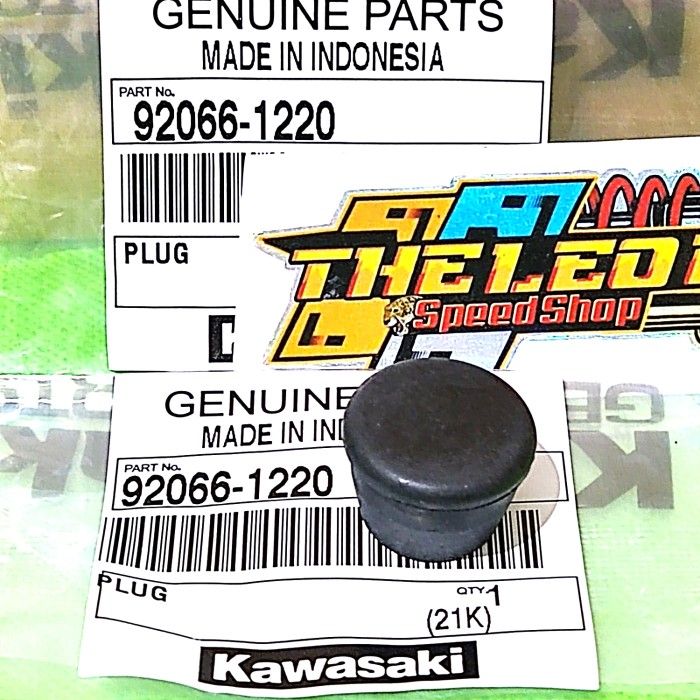 GENUINE PARTS
MADE IN INDONESIA
PART No.
92066-1220
PLUG
THELEO
SpeedShop
GENUINE
MADE IN IND
PART No.
92066-1220
PLUG
QTY.1
(21K)
Kawasaki